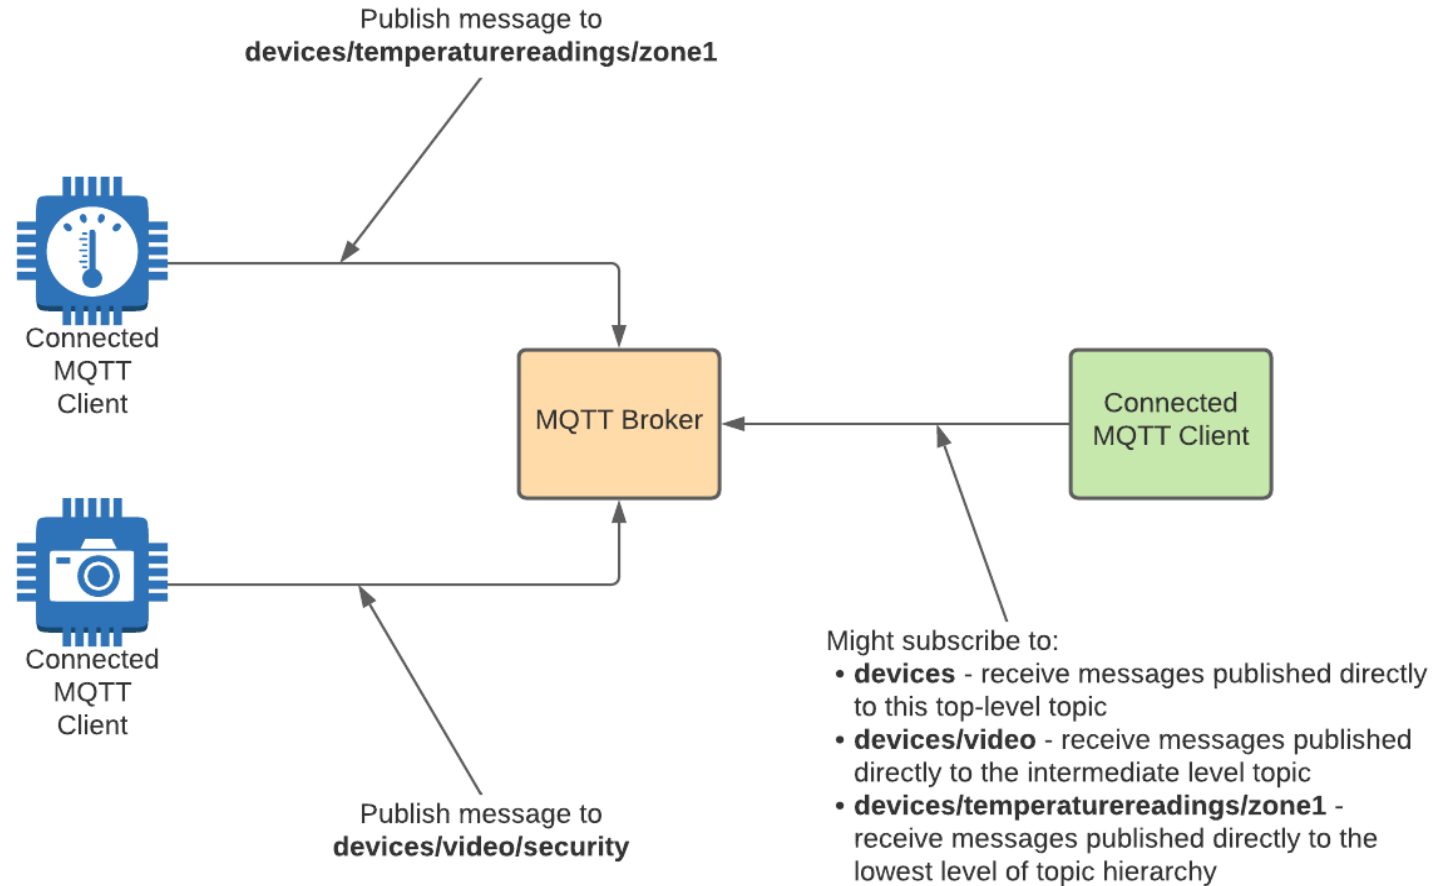 Publish message to
devices/temperaturereadings/zone1
Connected
MQTT
Client
MQTT Broker
Connected
MQTT Client
Connected
MQTT
Client
Publish message to
devices/video/security
Might subscribe to:
• devices - receive messages published directly
to this top-level topic
• devices/video - receive messages published
directly to the intermediate level topic
• devices/temperaturereadings/zone1 -
receive messages published directly to the
lowest level of topic hierarchy